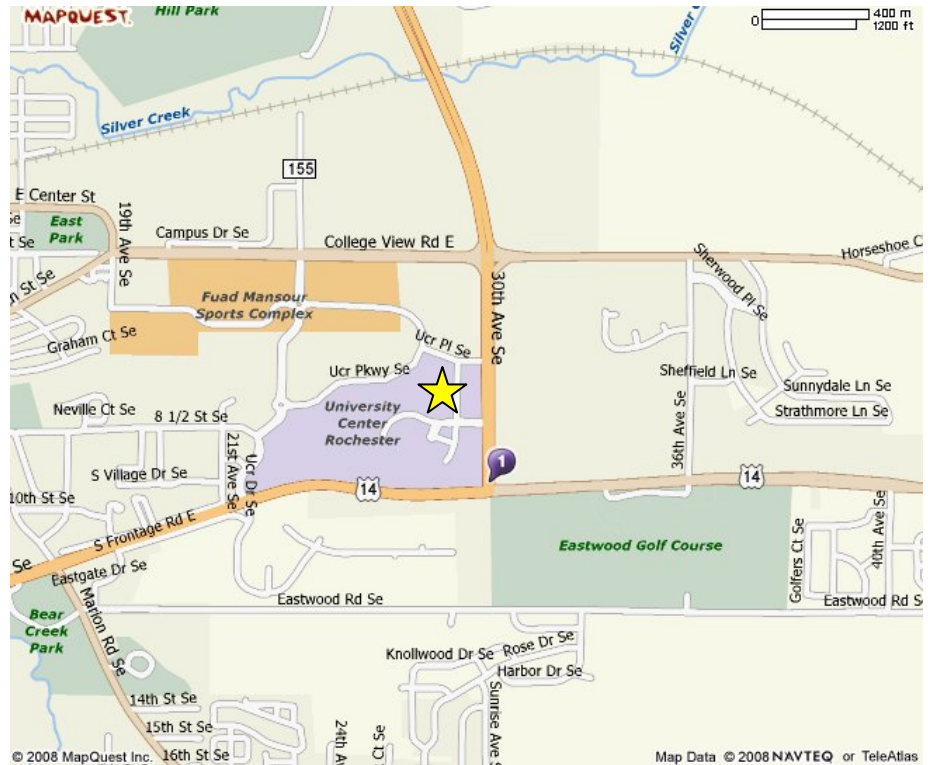 MAPQUEST.
Hill Park
0
400 m
1200 ft
Silver
Silver Creek
155
E Center St
19th Ave Se
East
Park
Campus Dr Se
College View Rd E
Horseshoe C
Sherwood Pl Se
30th Ave Se
St Se
St Se
Fuad Mansour
Sports Complex
Graham Ct Se
Ucr Pl Se
Ucr Pkwy Se
Sheffield Ln Se
Sunnydale Ln Se
Strathmore Ln Se
Neville Ct Se
8 1/2 St Se
University
Center
Rochester
36th Ave Se
21st Ave Se
Ucr Dr Se
S Village Dr Se
1
14
14
10th St Se
S Frontage Rd E
Eastwood Golf Course
Golfers Ct Se
40th Ave Se
Se
Eastgate Dr Se
Marion Rd Se
Eastwood Rd Se
Eastwood Rd S
Bear
Creek
Park
Knollwood Dr Se
Rose Dr Se
Harbor Dr Se
Sunrise Ave S
14th St Se
15th St Se
16th St Se
24th Av
Ct Se
© 2008 MapQuest Inc.
Map Data © 2008 NAVTEQ or TeleAtlas